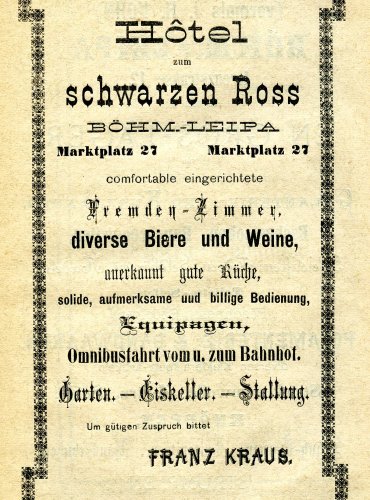 Hôtel
zum
schwarzen Ross
BÖHM.-LEIPA
Marktplatz 27 Marktplatz 27
comfortable eingerichtete
Fremden-Zimmer,
diverse Biere und Weine,
anerkannt gute Küche,
solide, aufmerksame uud billige Bedienung,
Equipagen,
Omnibusfahrt vom u. zum Bahnhof.
Garten. — Eiskeller. — Stallung.
Um gütigen Zuspruch bittet
FRANZ KRAUS.